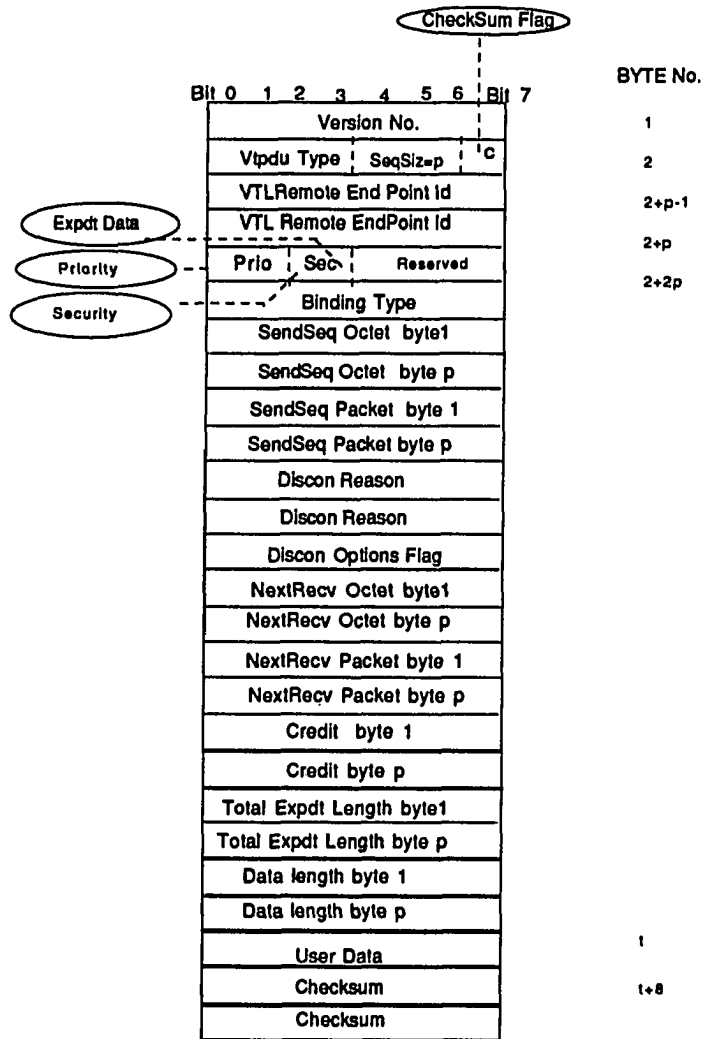 CheckSum Flag
BYTE No.
Bit 0 1 2 3 4 5 6 Bit 7
Version No. 1
Vtpdu Type SeqSiz=p C 2
VTLRemote End Point Id 2+p-1
Expdt Data VTL Remote EndPoint Id 2+p
Priority Prio Sec Reserved 2+2p
Security Binding Type
SendSeq Octet byte1
SendSeq Octet byte p
SendSeq Packet byte 1
SendSeq Packet byte p
Discon Reason
Discon Reason
Discon Options Flag
NextRecv Octet byte1
NextRecv Octet byte p
NextRecv Packet byte 1
NextRecv Packet byte p
Credit byte 1
Credit byte p
Total Expdt Length byte1
Total Expdt Length byte p
Data length byte 1
Data length byte p
User Data t
Checksum t+8
Checksum